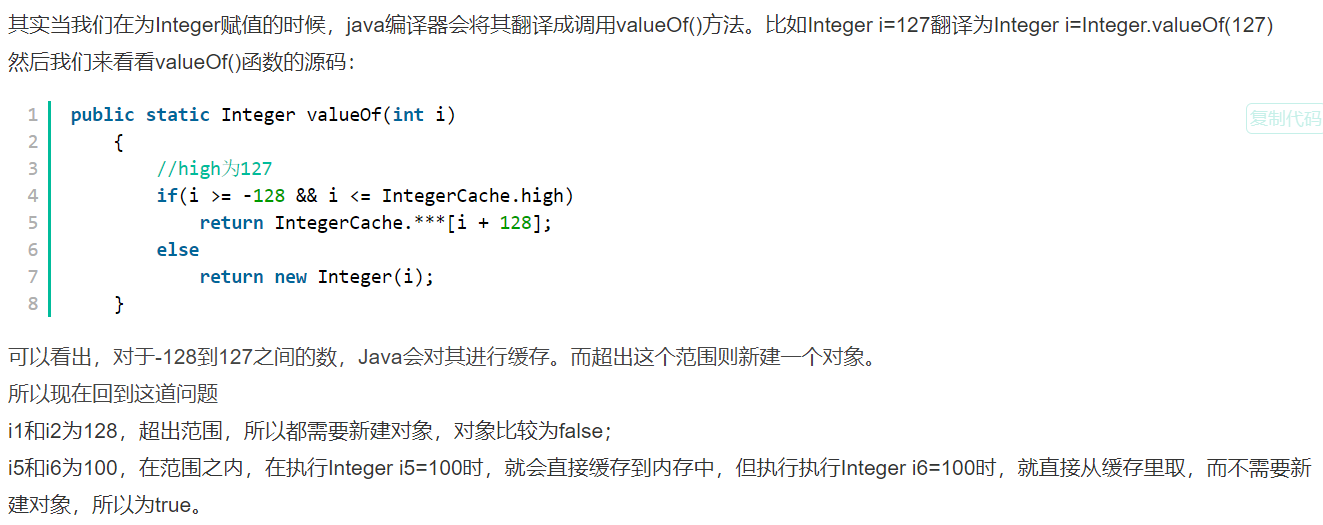 其实当我们在为Integer赋值的时候，java编译器会将其翻译成调用valueOf()方法。比如Integer i=127翻译为Integer i=Integer.valueOf(127)
然后我们来看看valueOf()函数的源码：
复制代码
1 public static Integer valueOf(int i)
2     {
3         //high为127
4         if(i >= -128 && i <= IntegerCache.high)
5             return IntegerCache.***[i + 128];
6         else
7             return new Integer(i);
8     }
可以看出，对于-128到127之间的数，Java会对其进行缓存。而超出这个范围则新建一个对象。
所以现在回到这道问题
i1和i2为128，超出范围，所以都需要新建对象，对象比较为false；
i5和i6为100，在范围之内，在执行Integer i5=100时，就会直接缓存到内存中，但执行执行Integer i6=100时，就直接从缓存里取，而不需要新
建对象，所以为true。